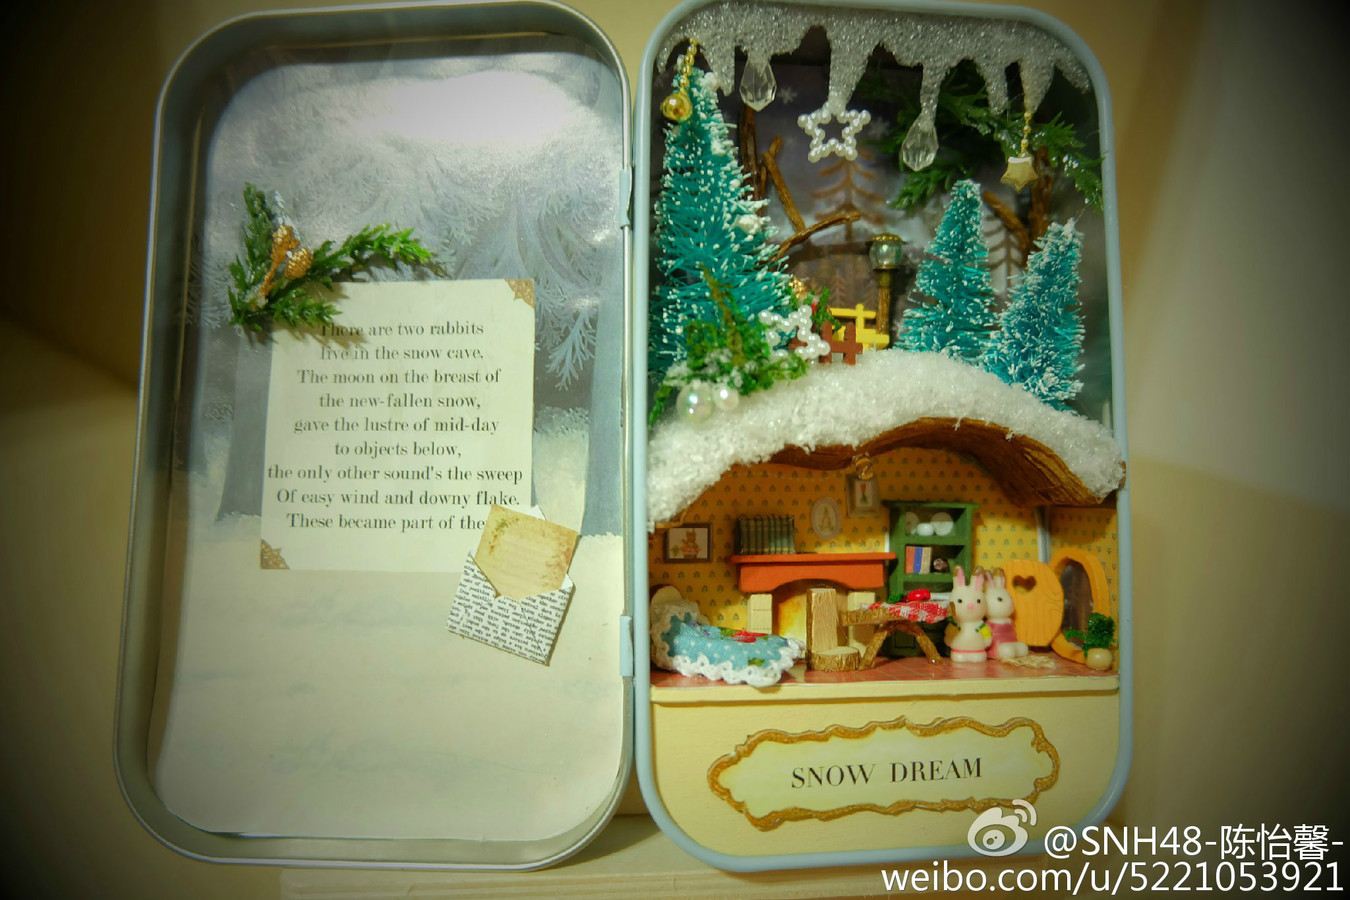 There are two rabbits
live in the snow cave.
The moon on the breast of
the new-fallen snow,
gave the lustre of mid-day
to objects below,
the only other sound's the sweep
Of easy wind and downy flake.
These became part of the
SNOW DREAM
@SNH48-陈怡馨-
weibo.com/u/5221053921